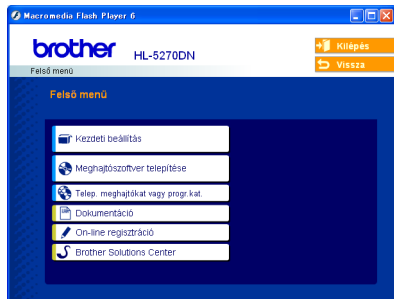 Macromedia Flash Player 6
brother HL-5270DN
Kilépés
Vissza
Felső menü
Felső menü
Kezdeti beállítás
Meghajtószoftver telepítése
Telep. meghajtókat vagy progr.kat.
Dokumentáció
On-line regisztráció
Brother Solutions Center